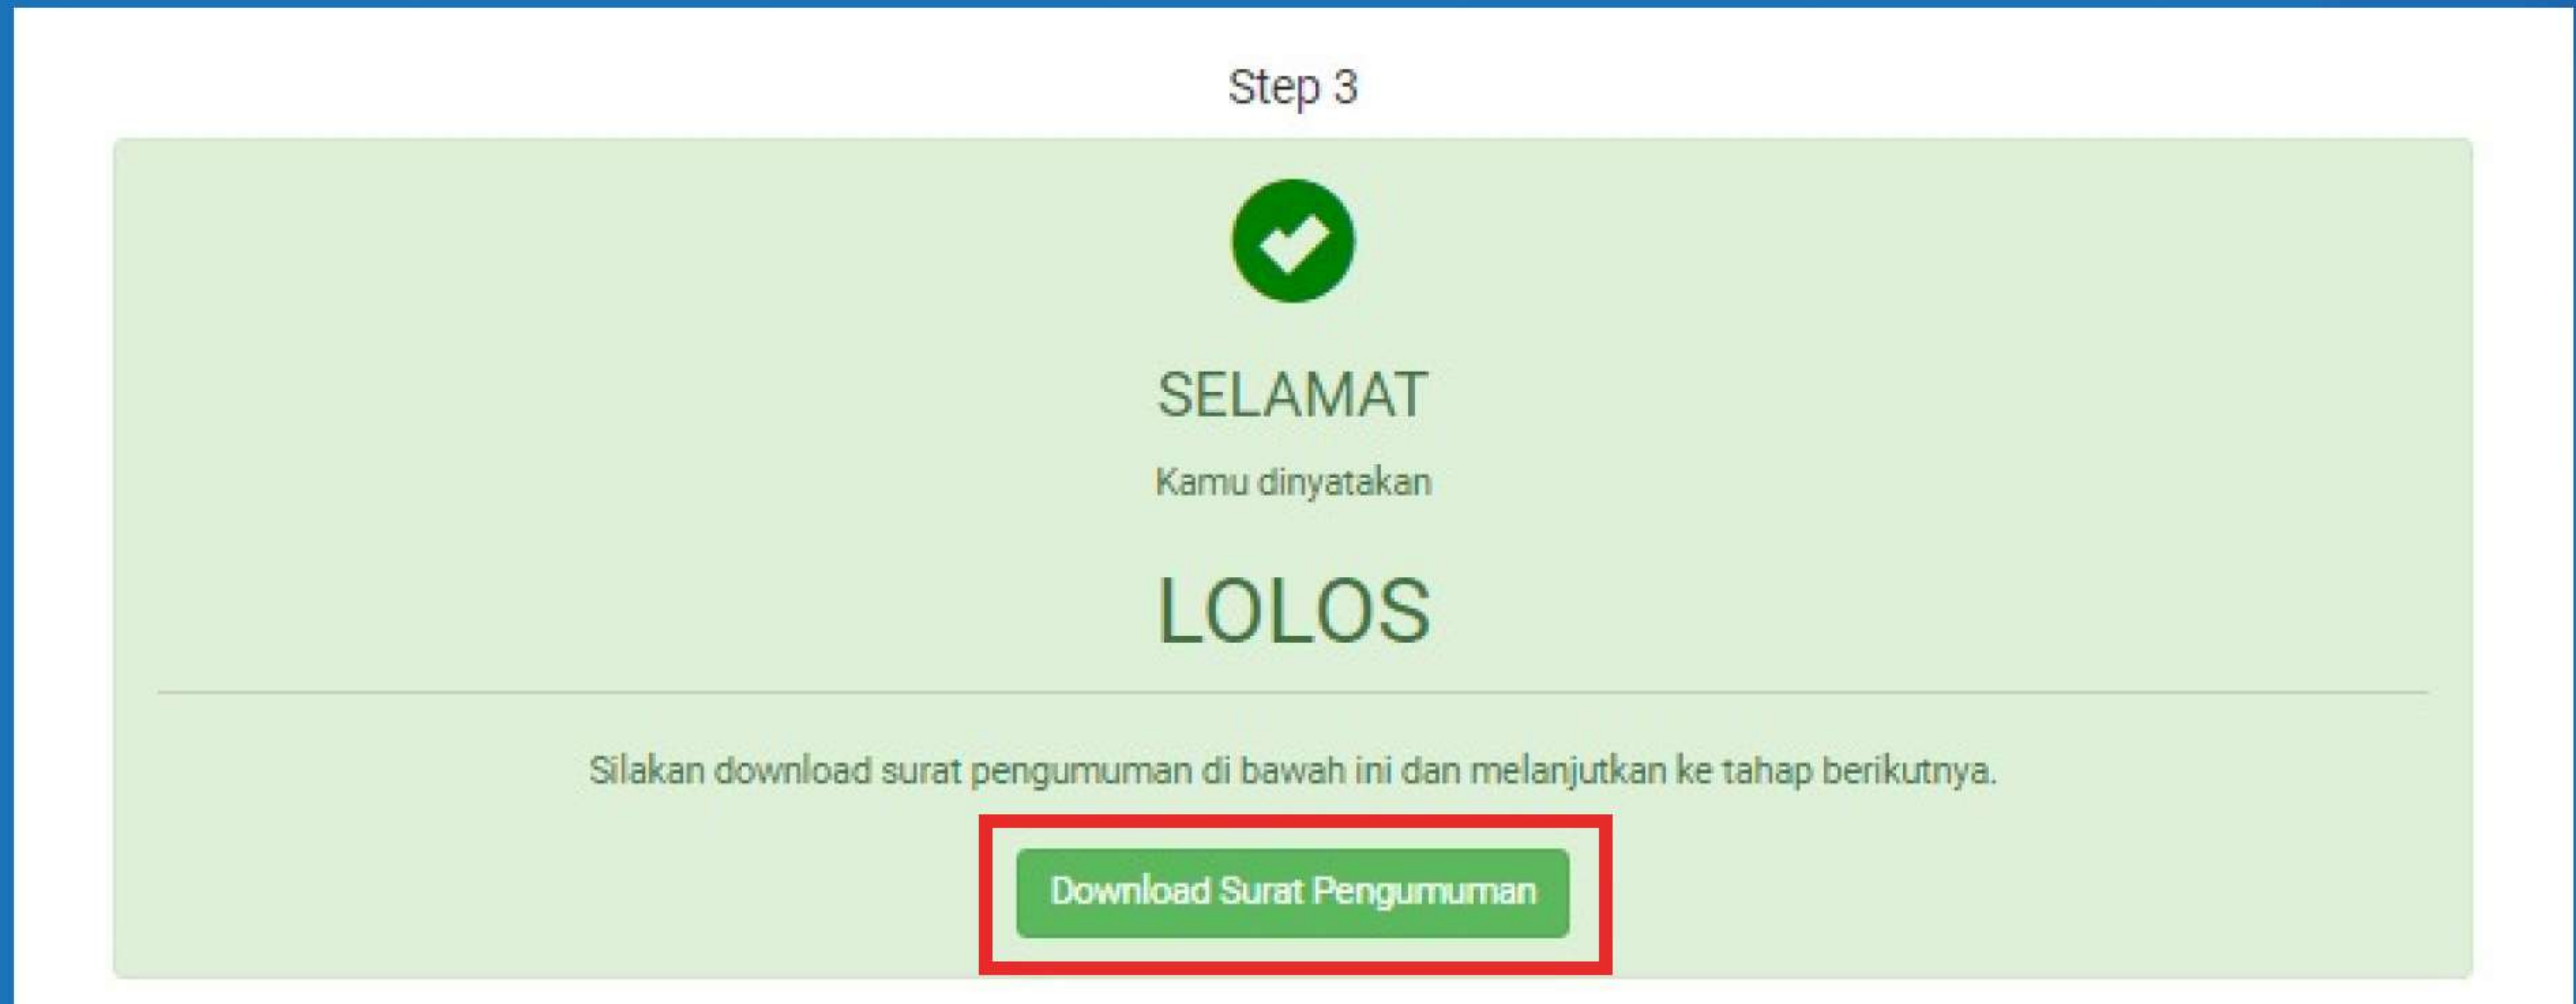 Step 3
SELAMAT
Kamu dinyatakan
LOLOS
Silakan download surat pengumuman di bawah ini dan melanjutkan ke tahap berikutnya.
Download Surat Pengumuman